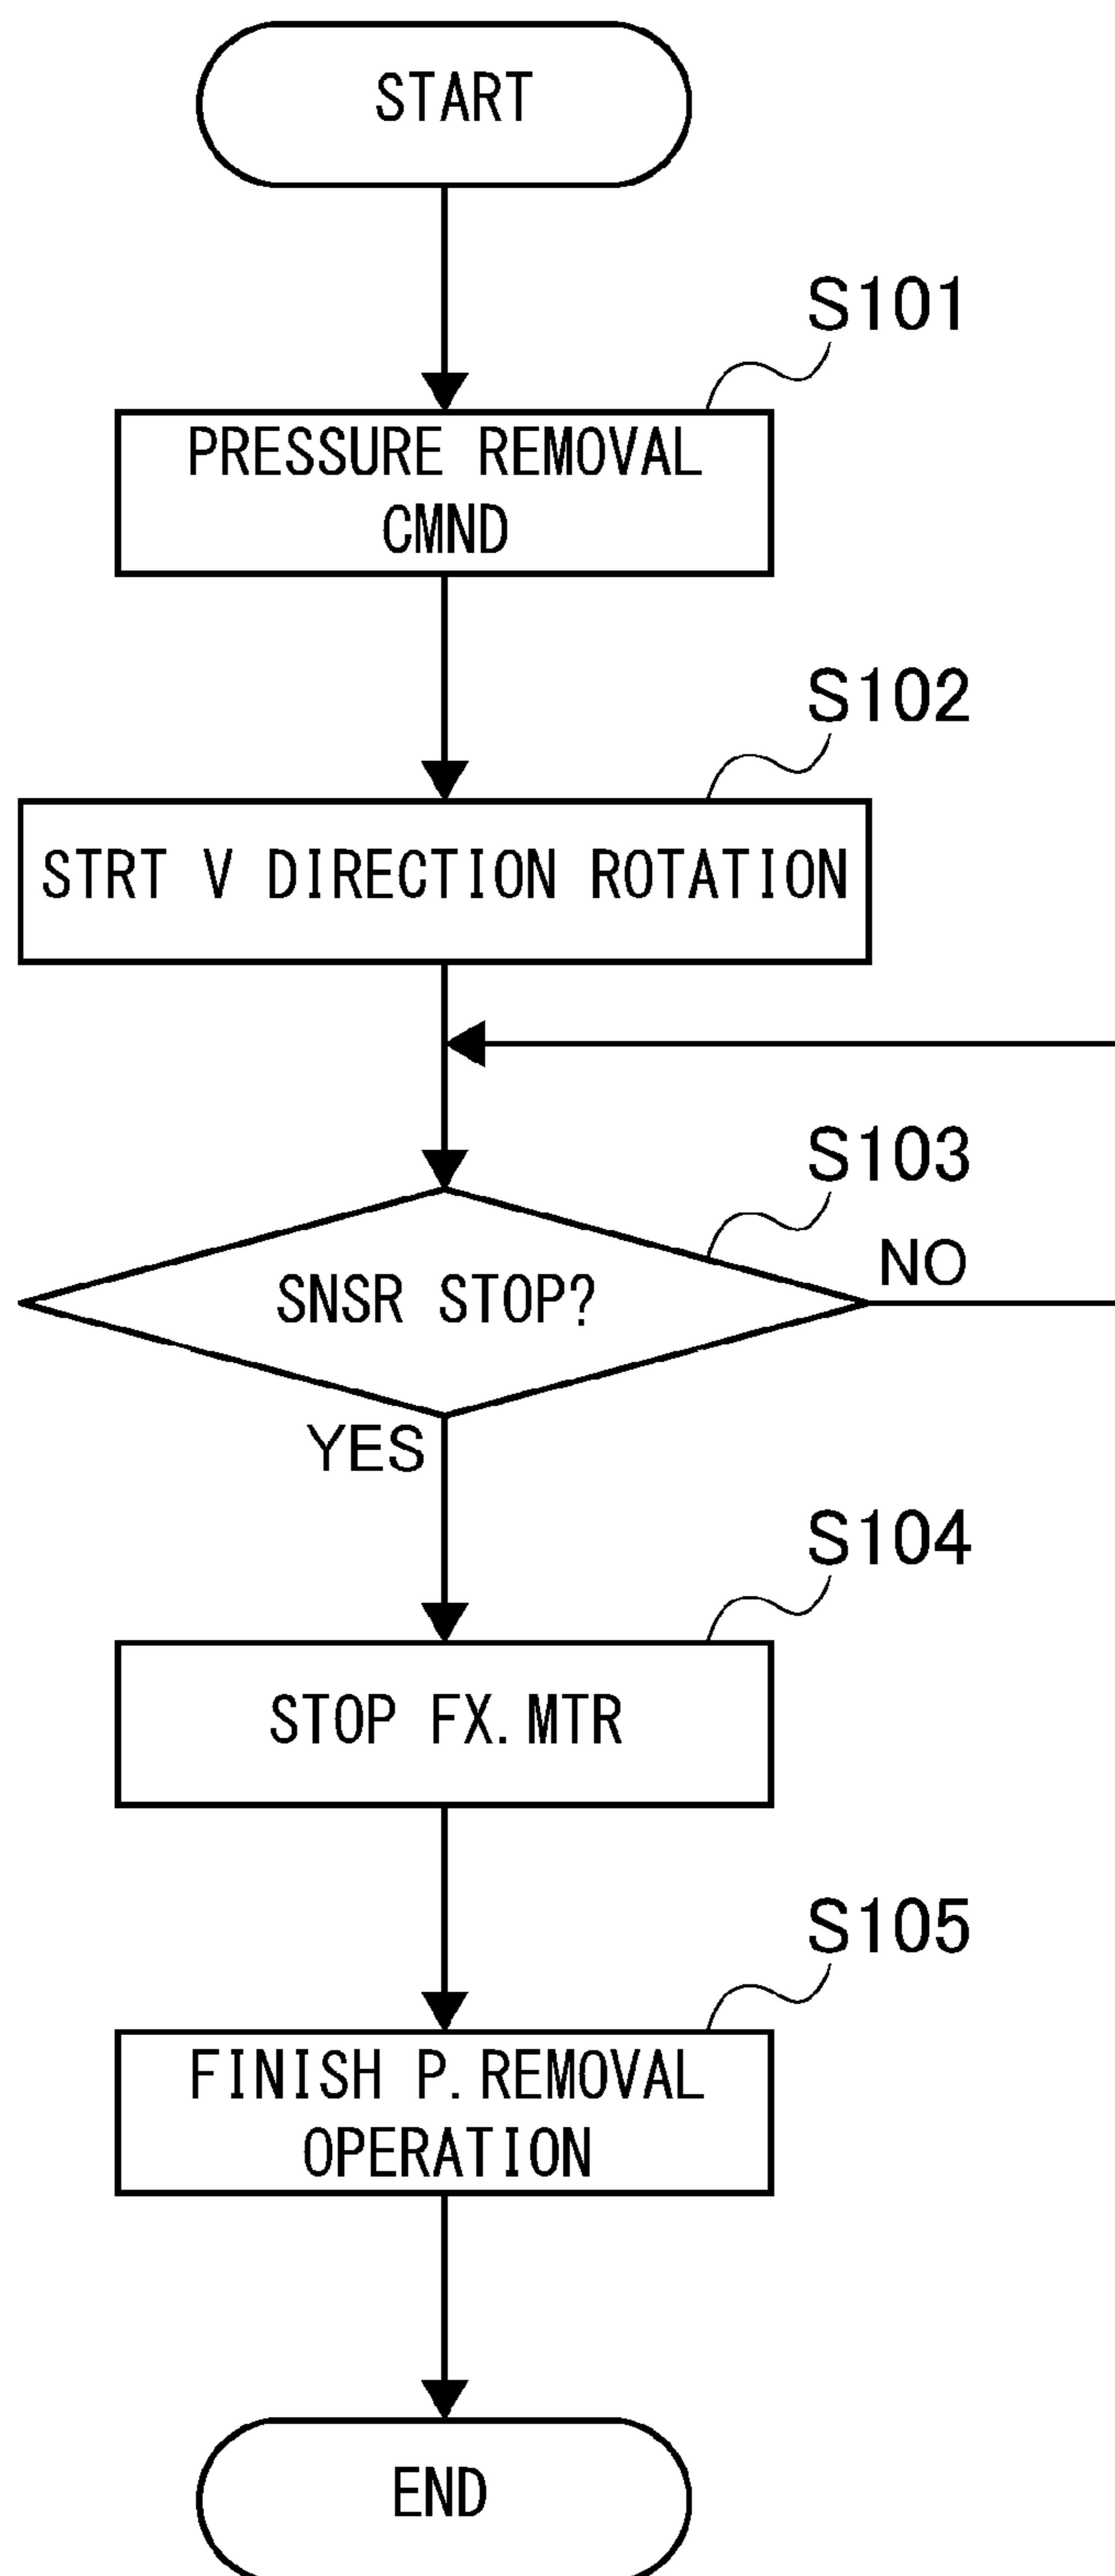 START
S101
PRESSURE REMOVAL
CMND
S102
STRT V DIRECTION ROTATION
S103
SNSR STOP?
NO
YES
S104
STOP FX.MTR
S105
FINISH P.REMOVAL
OPERATION
END